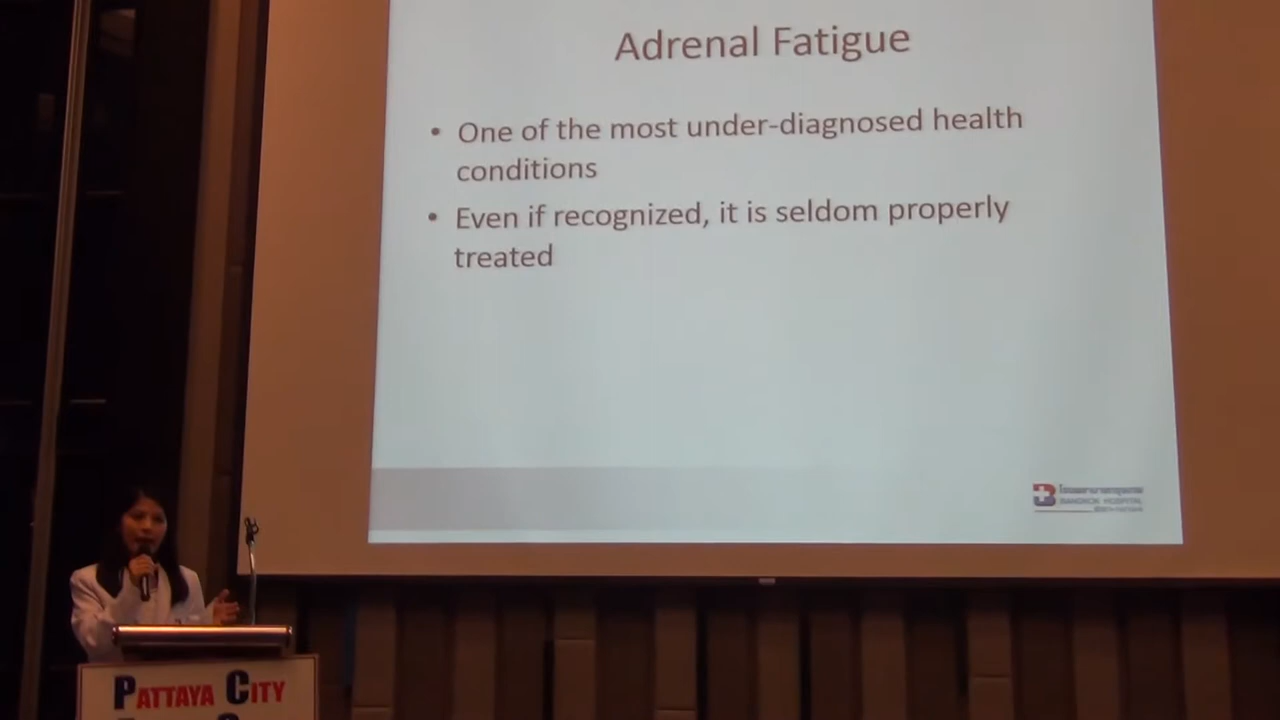 Adrenal Fatigue
• One of the most under-diagnosed health
conditions
• Even if recognized, it is seldom properly
treated
BANGKOK HOSPITAL
PATTAYA CITY